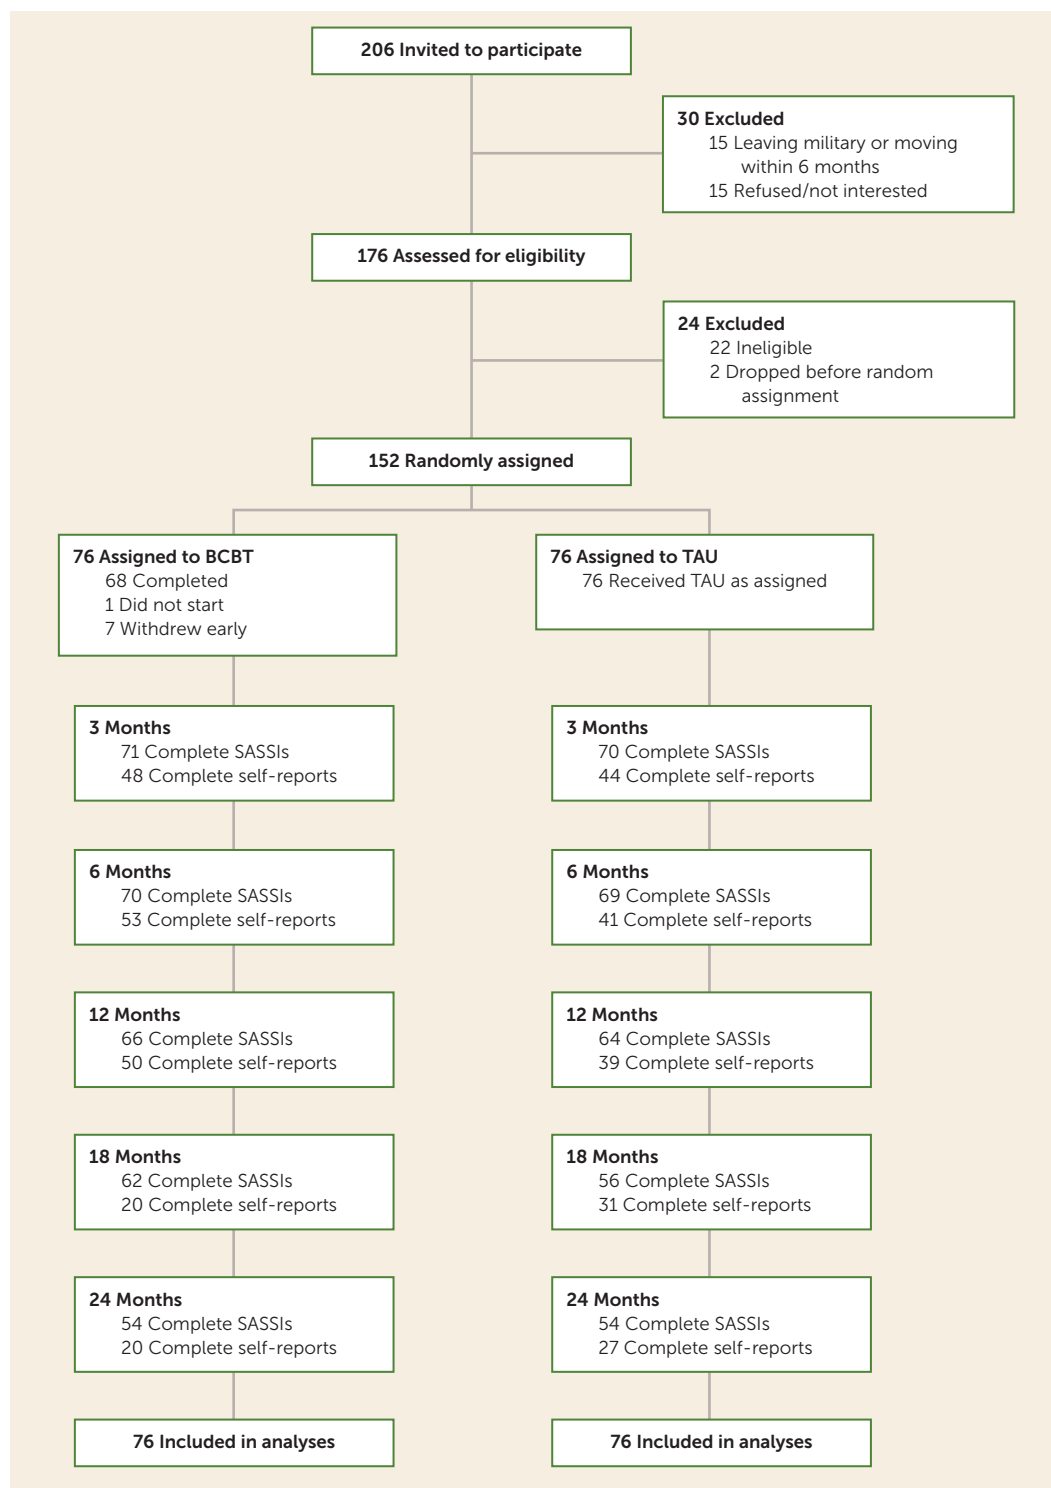 206 Invited to participate
30 Excluded
15 Leaving military or moving
within 6 months
15 Refused/not interested
176 Assessed for eligibility
24 Excluded
22 Ineligible
2 Dropped before random
assignment
152 Randomly assigned
76 Assigned to BCBT
68 Completed
1 Did not start
7 Withdrew early
76 Assigned to TAU
76 Received TAU as assigned
3 Months
71 Complete SASSIs
48 Complete self-reports
3 Months
70 Complete SASSIs
44 Complete self-reports
6 Months
70 Complete SASSIs
53 Complete self-reports
6 Months
69 Complete SASSIs
41 Complete self-reports
12 Months
66 Complete SASSIs
50 Complete self-reports
12 Months
64 Complete SASSIs
39 Complete self-reports
18 Months
62 Complete SASSIs
20 Complete self-reports
18 Months
56 Complete SASSIs
31 Complete self-reports
24 Months
54 Complete SASSIs
20 Complete self-reports
24 Months
54 Complete SASSIs
27 Complete self-reports
76 Included in analyses
76 Included in analyses